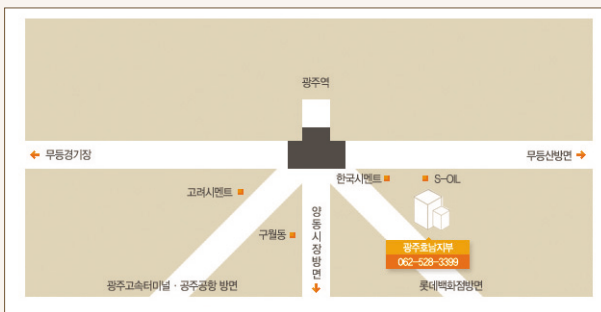 광주역
무등경기장
무등산방면
한국시멘트
S-OIL
고려시멘트
구월동
양동시장방면
광주호남지부
062-528-3399
광주고속터미널 · 공주공항 방면
롯데백화점방면